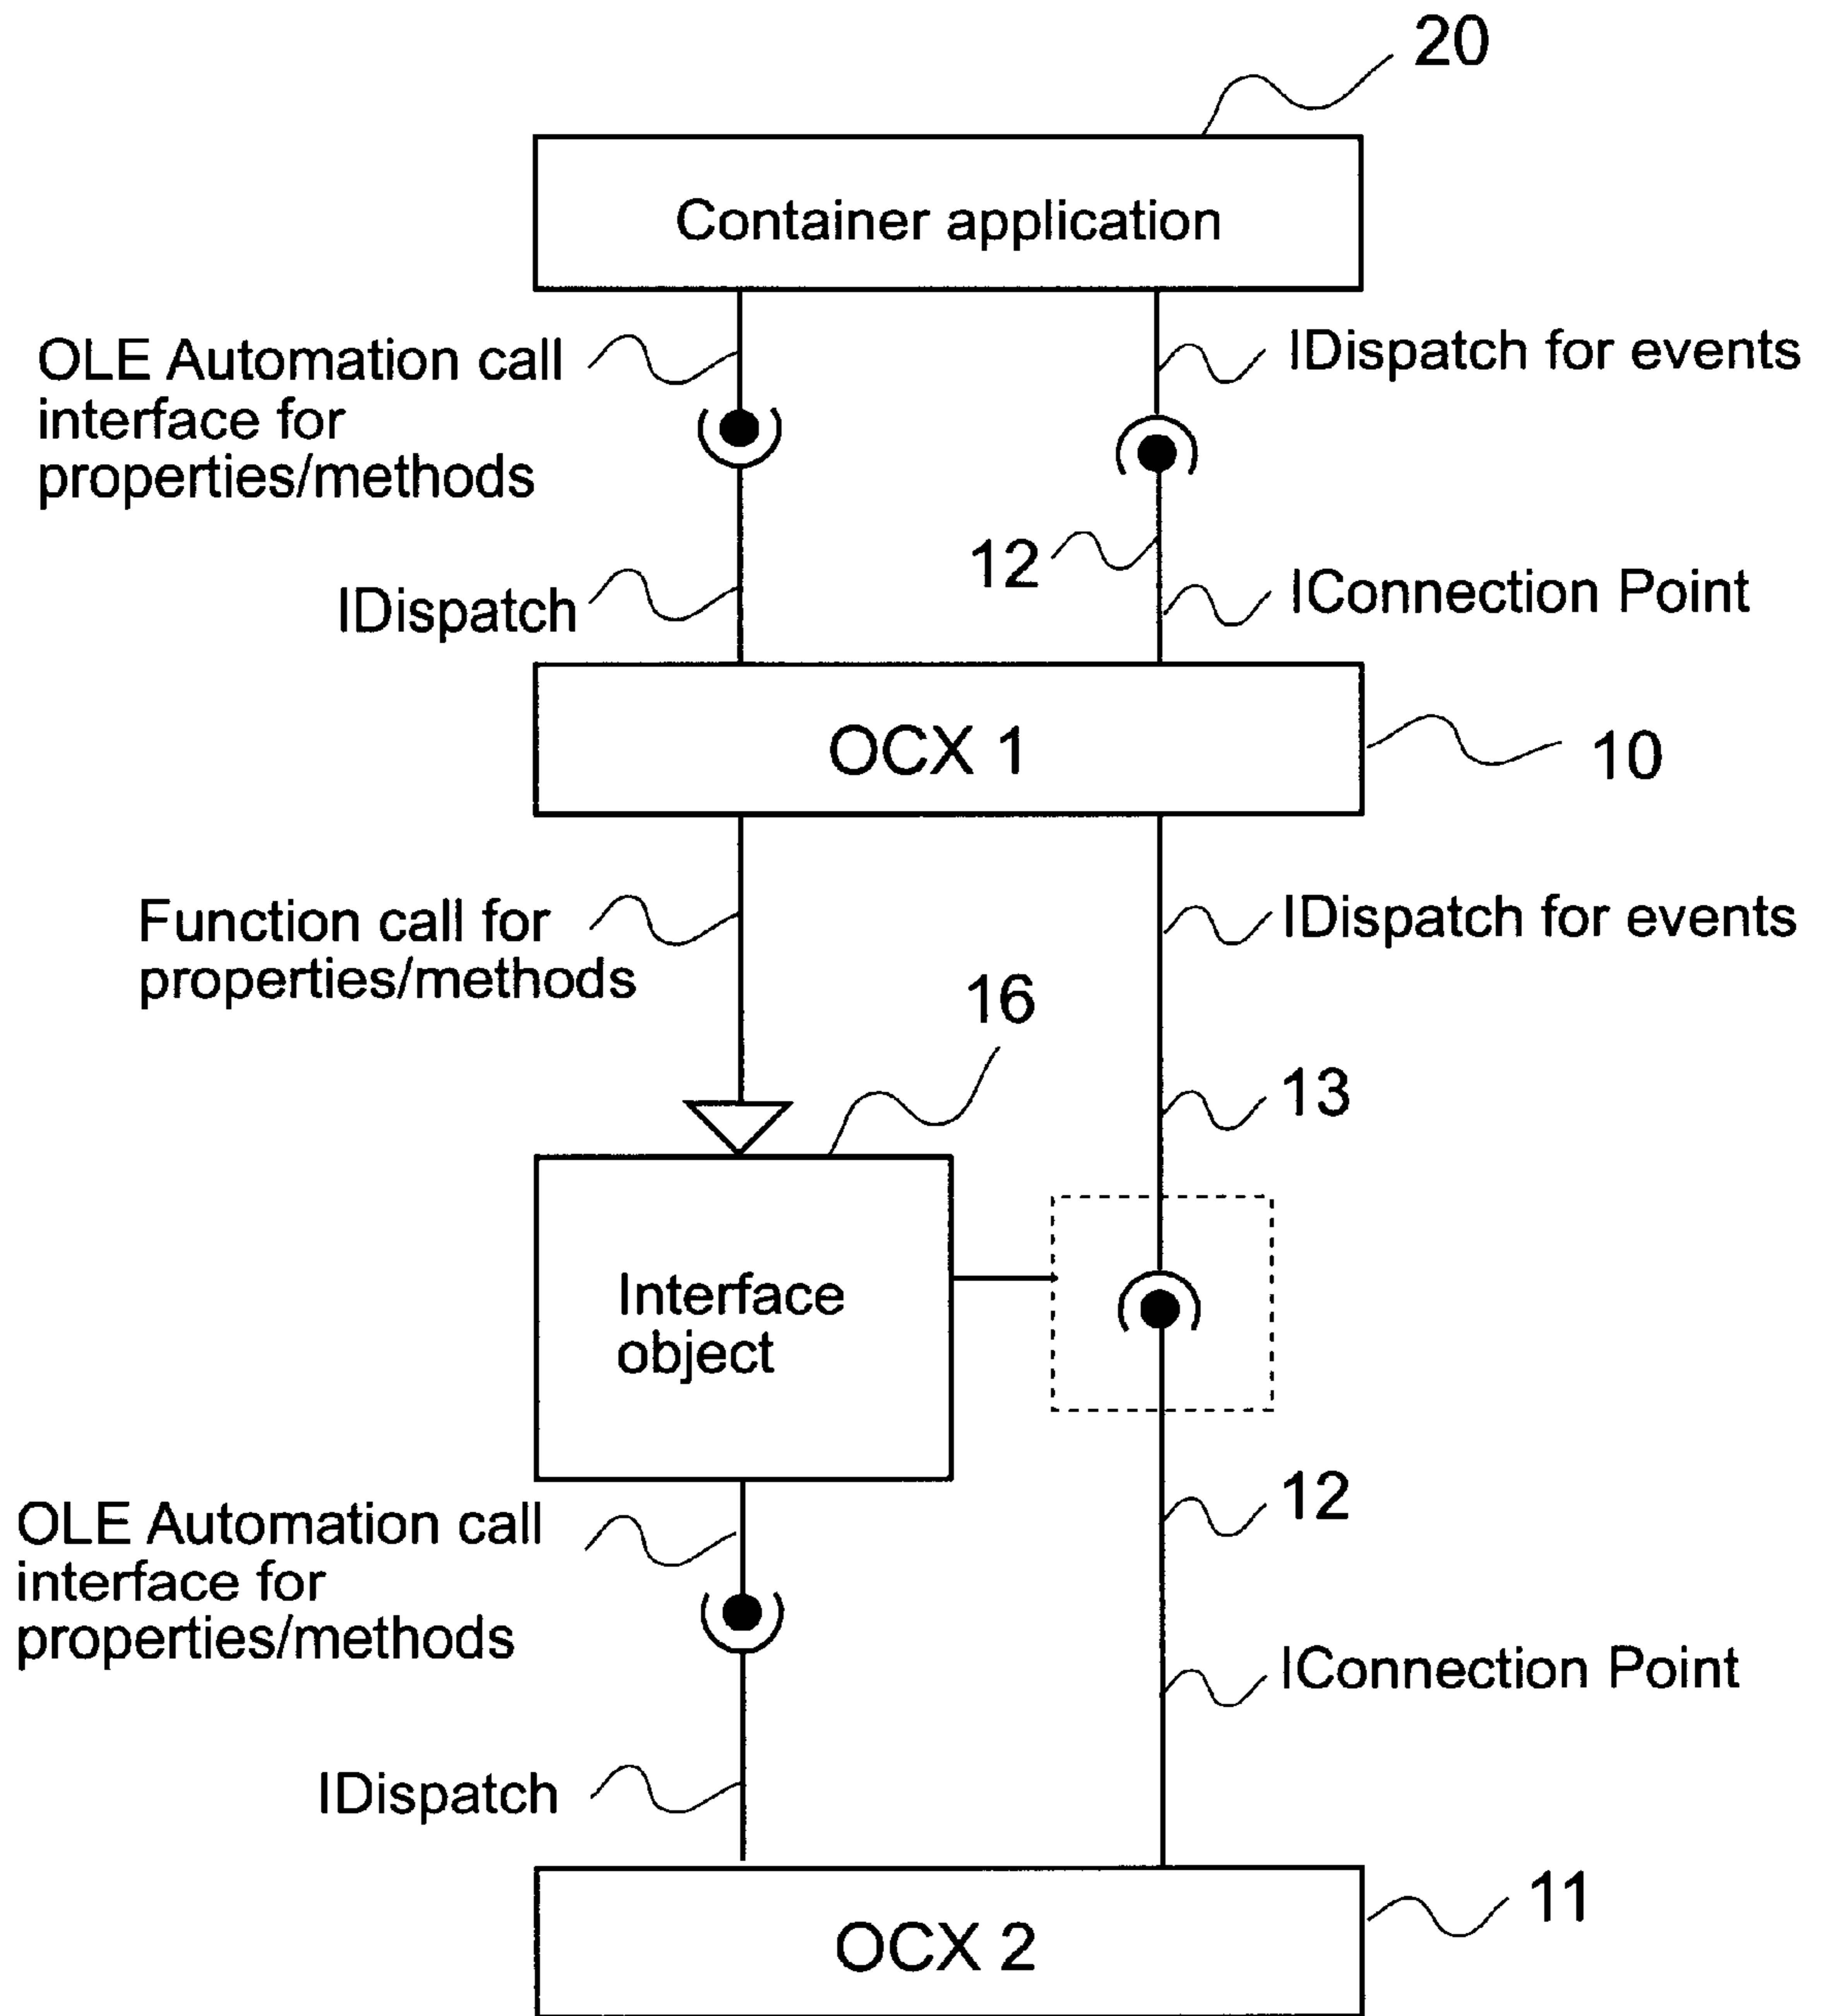 20
Container application
OLE Automation call
interface for
properties/methods
IDispatch for events
12
IDispatch
IConnection Point
OCX 1
10
Function call for
properties/methods
IDispatch for events
16
13
Interface
object
12
OLE Automation call
interface for
properties/methods
IConnection Point
IDispatch
11
OCX 2